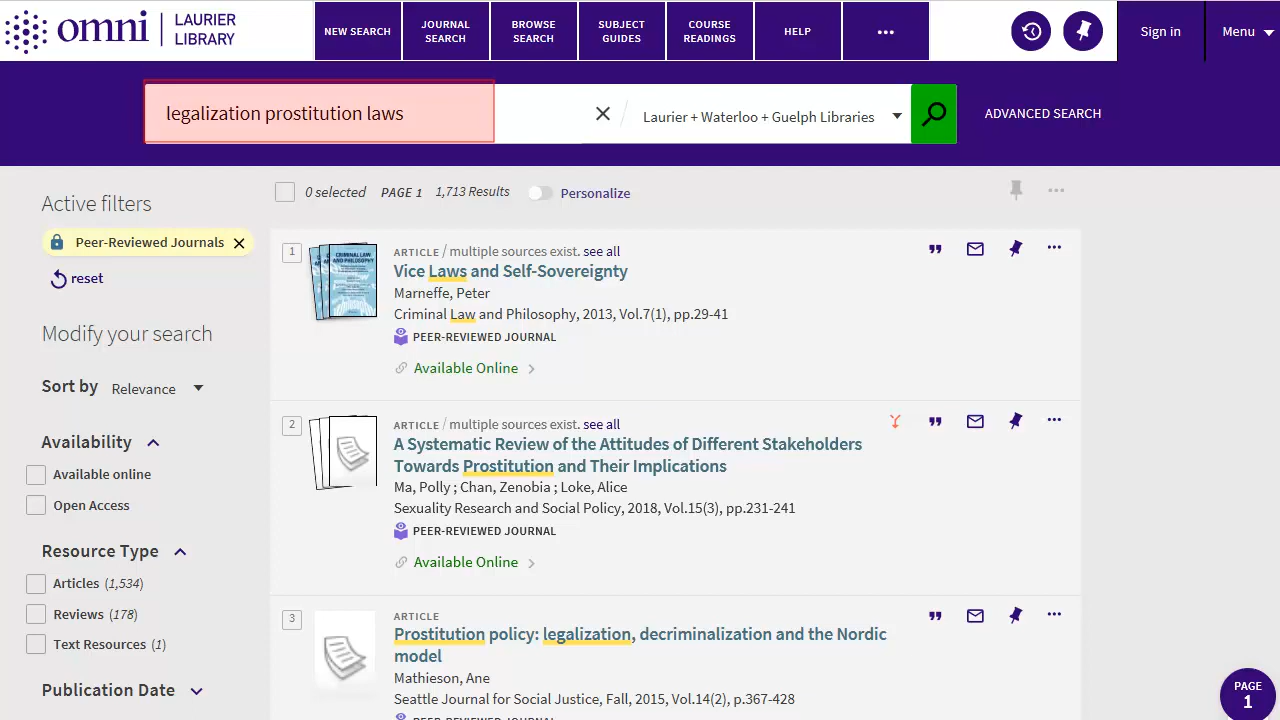 omni LAURIER LIBRARY
NEW SEARCH
JOURNAL SEARCH
BROWSE SEARCH
SUBJECT GUIDES
COURSE READINGS
HELP
Sign in
Menu
legalization prostitution laws
Laurier + Waterloo + Guelph Libraries
ADVANCED SEARCH
Active filters
Peer-Reviewed Journals
reset
Modify your search
Sort by Relevance
Availability
Available online
Open Access
Resource Type
Articles (1,534)
Reviews (178)
Text Resources (1)
Publication Date
0 selected PAGE 1 1,713 Results Personalize
1
CRIMINAL LAW AND PHILOSOPHY
ARTICLE / multiple sources exist. see all
Vice Laws and Self-Sovereignty
Marneffe, Peter
Criminal Law and Philosophy, 2013, Vol.7(1), pp.29-41
PEER-REVIEWED JOURNAL
Available Online
2
ARTICLE / multiple sources exist. see all
A Systematic Review of the Attitudes of Different Stakeholders
Towards Prostitution and Their Implications
Ma, Polly ; Chan, Zenobia ; Loke, Alice
Sexuality Research and Social Policy, 2018, Vol.15(3), pp.231-241
PEER-REVIEWED JOURNAL
Available Online
3
ARTICLE
Prostitution policy: legalization, decriminalization and the Nordic
model
Mathieson, Ane
Seattle Journal for Social Justice, Fall, 2015, Vol.14(2), p.367-428
PEER-REVIEWED JOURNAL
PAGE
1